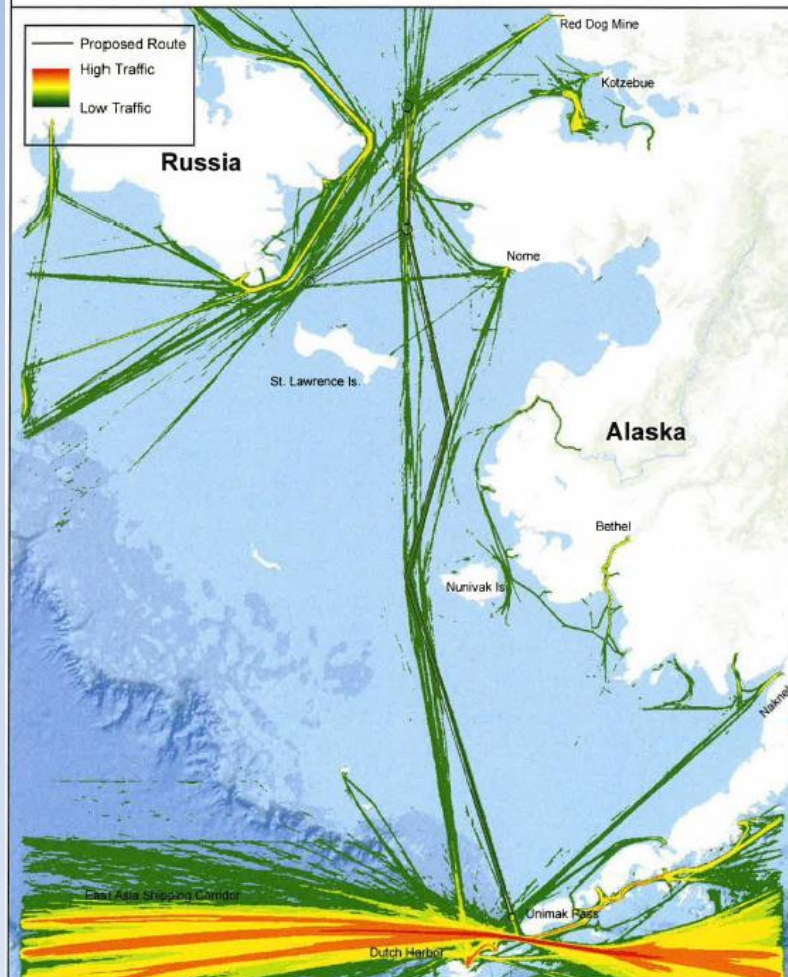 Proposed Route
High Traffic
Low Traffic
Red Dog Mine
Kotzebue
Russia
Nome
St. Lawrence Is.
Alaska
Bethel
Nunivak Is
Naknek
East Asia Shipping Corridor
Unimak Pass
Dutch Harbor